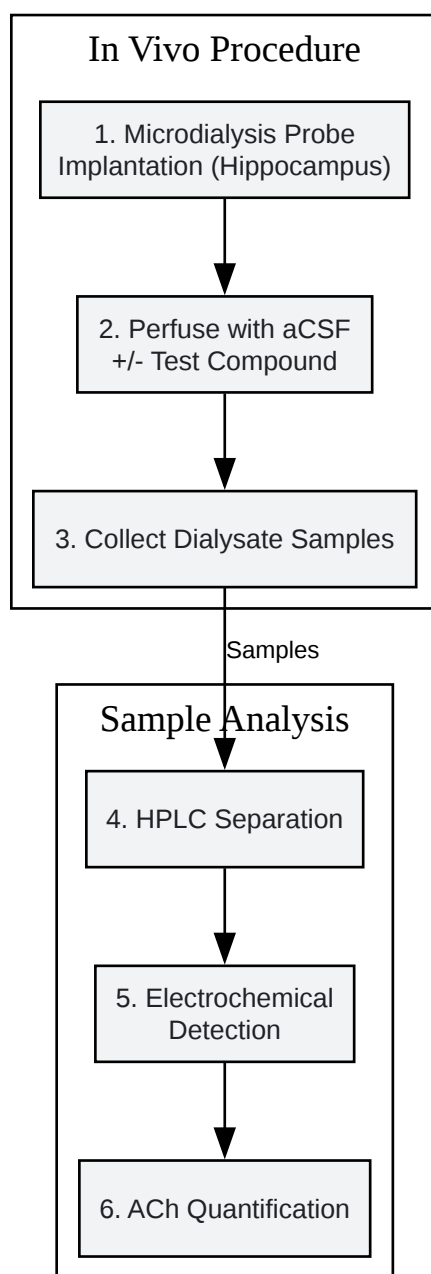 In Vivo Procedure
1. Microdialysis Probe
Implantation (Hippocampus)
2. Perfuse with aCSF
+/- Test Compound
3. Collect Dialysate Samples
Samples
Sample Analysis
4. HPLC Separation
5. Electrochemical
Detection
6. ACh Quantification